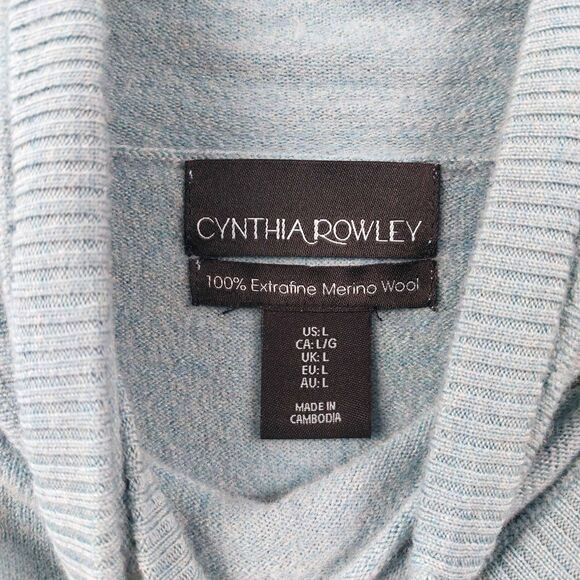 CYNTHIA ROWLEY
100% Extrafine Merino Wool
US: L
CA: L/G
UK: L
EU: L
AU: L
MADE IN
CAMBODIA